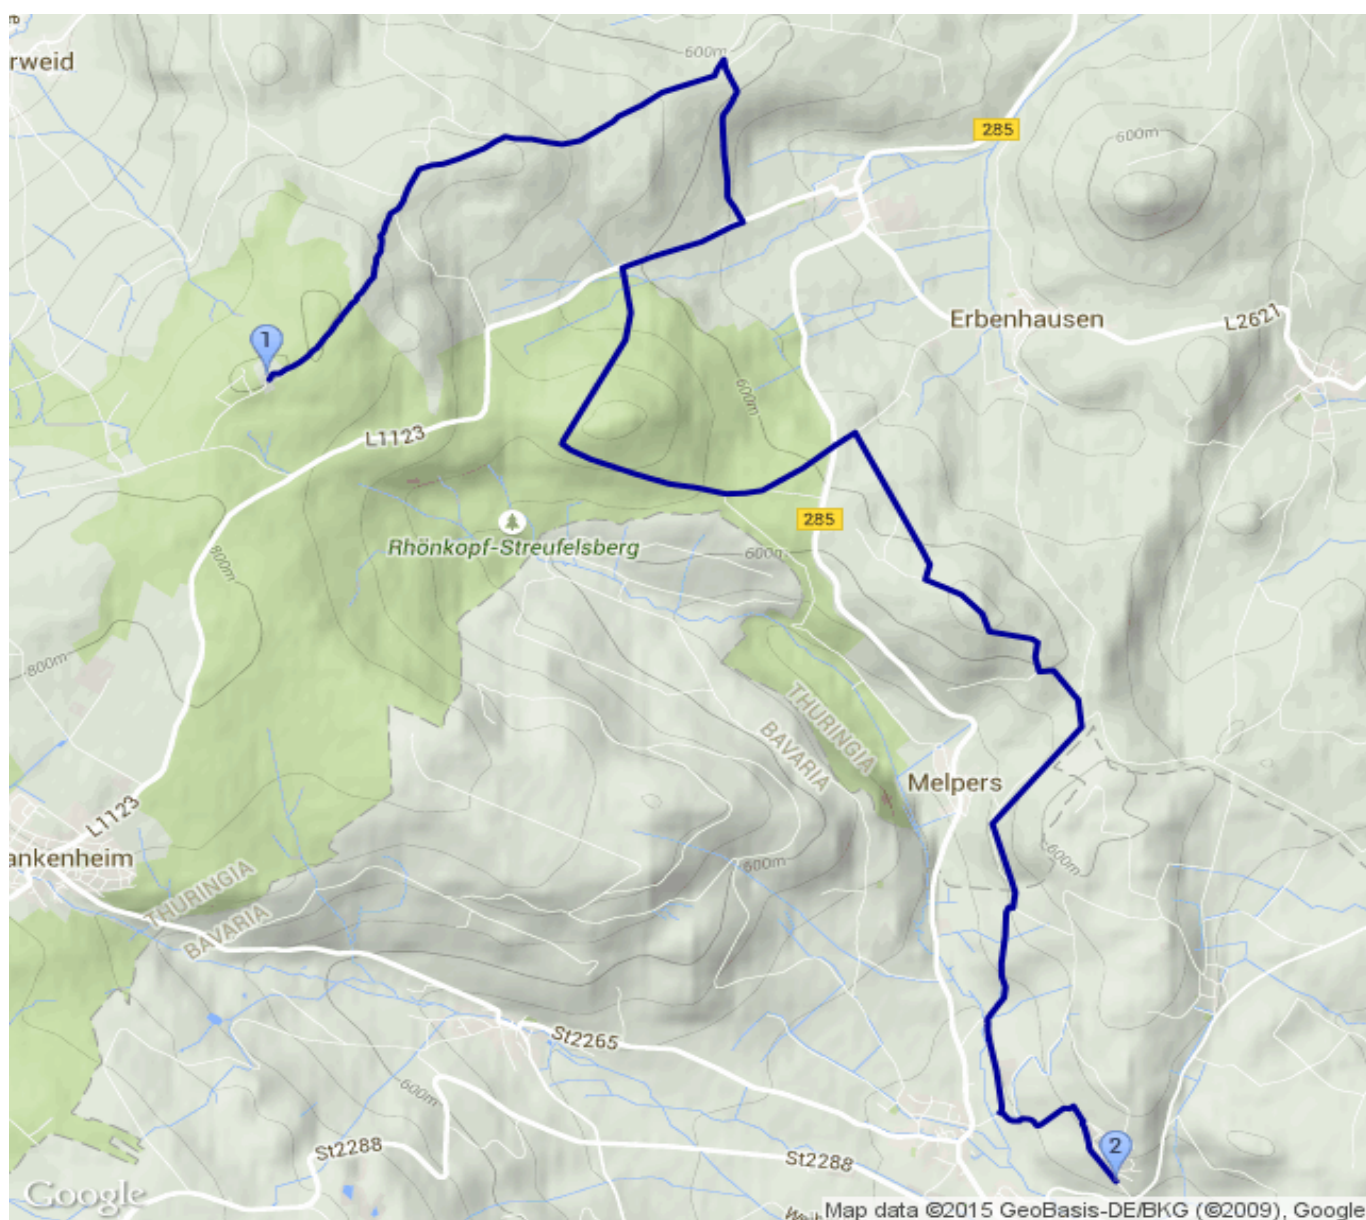 rweid
600m
285
600m
1
Erbenhausen
L2621
L1123
600m
285
Rhönkopf-Streufelsberg
600m
800m
800m
THURINGIA
BAVARIA
Melpers
L1123
ankenheim
600m
600m
THURINGIA
BAVARIA
St2265
600m
St2288
St2288
2
Google
Map data ©2015 GeoBasis-DE/BKG (©2009), Google